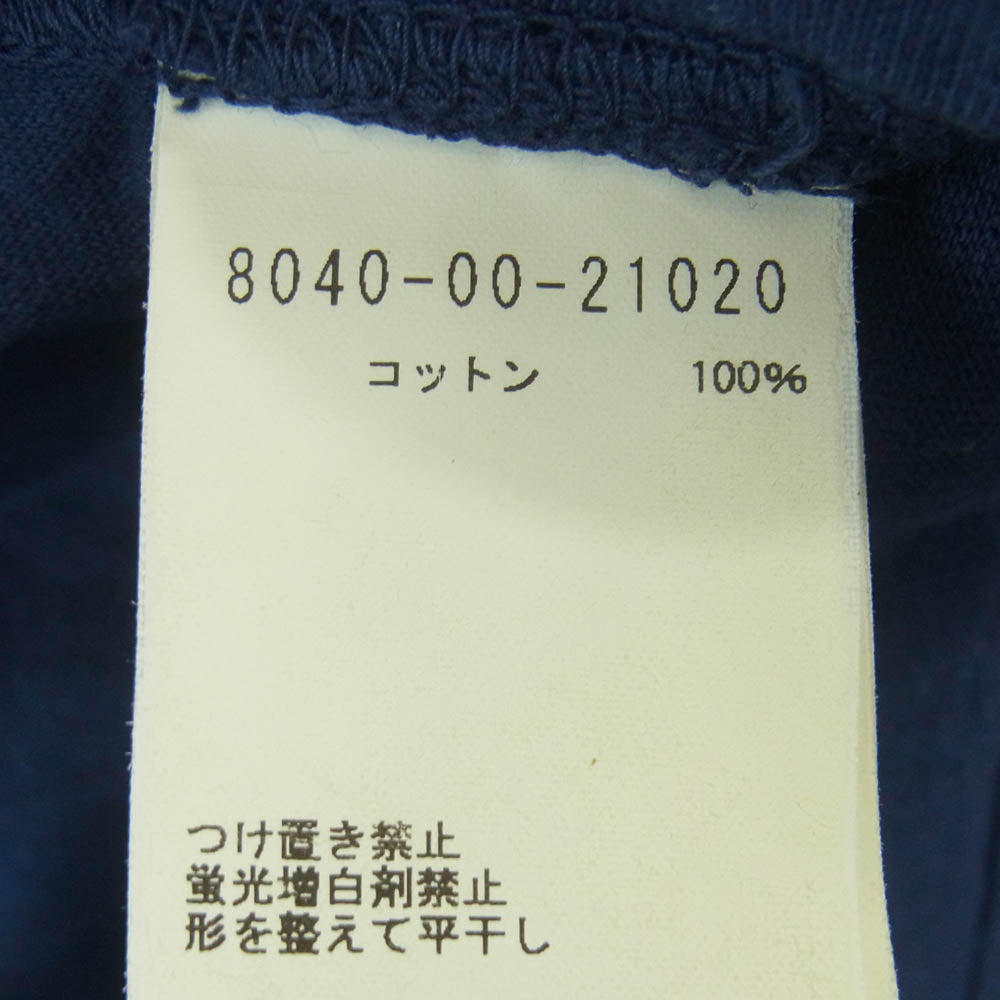 8040-00-21020
コットン 100%
つけ置き禁止
蛍光増白剤禁止
形を整えて平干し